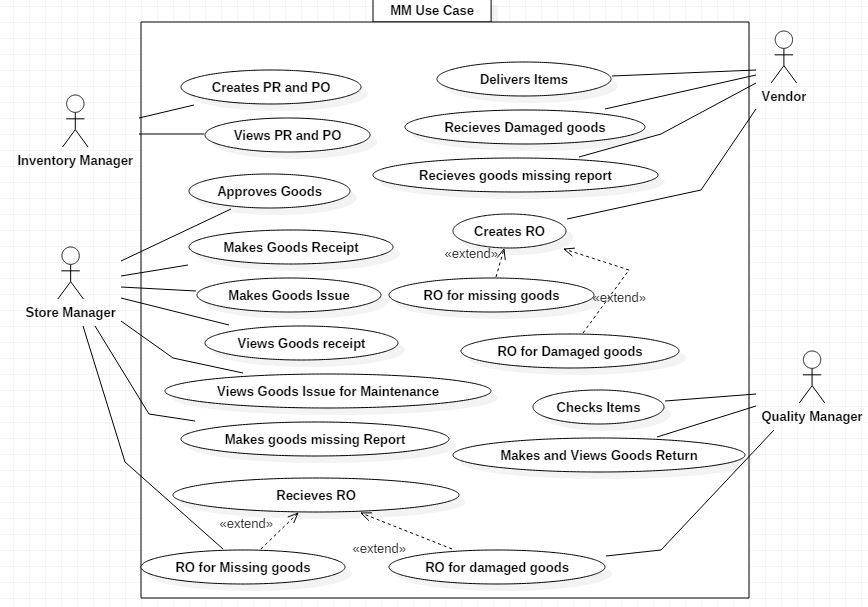 MM Use Case
Creates PR and PO
Views PR and PO
Inventory Manager
Delivers Items
Recieves Damaged goods
Recieves goods missing report
Vendor
Approves Goods
Makes Goods Receipt
Makes Goods Issue
Views Goods receipt
Views Goods Issue for Maintenance
Makes goods missing Report
Store Manager
Creates RO
«extend»
RO for missing goods
«extend»
RO for Damaged goods
Checks Items
Makes and Views Goods Return
Quality Manager
Recieves RO
«extend»
«extend»
RO for Missing goods
RO for damaged goods